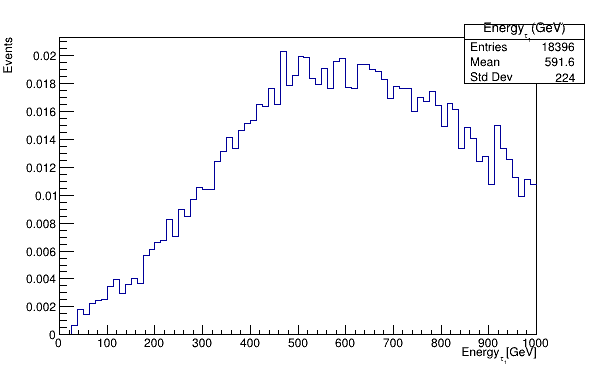 Energy_τ₁(GeV)
Entries 18396
Mean 591.6
Std Dev 224
Events
0.02
0.018
0.016
0.014
0.012
0.01
0.008
0.006
0.004
0.002
0
0 100 200 300 400 500 600 700 800 900 1000
Energy_τ₁[GeV]